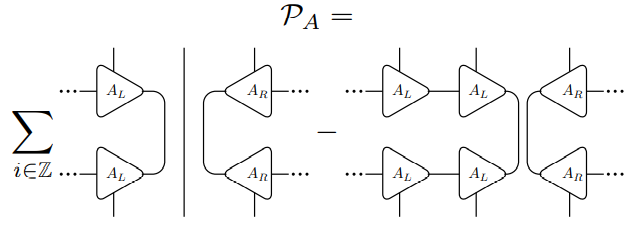 𝒫_A =
A_L A_R A_L A_L A_R
∑ −
i∈ℤ
A_L A_R A_L A_L A_R